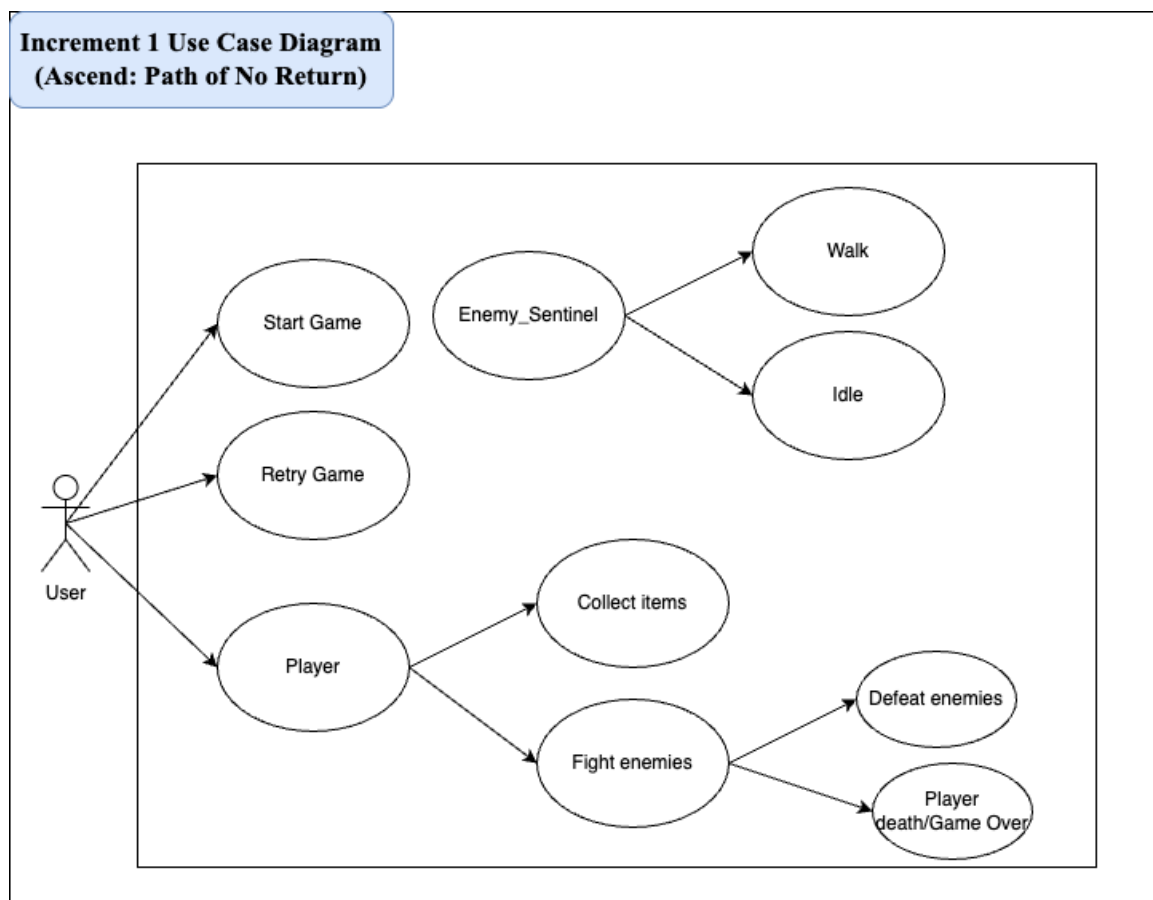 Increment 1 Use Case Diagram
(Ascend: Path of No Return)
Walk
Start Game
Enemy_Sentinel
Idle
Retry Game
User
Collect items
Player
Defeat enemies
Fight enemies
Player
death/Game Over